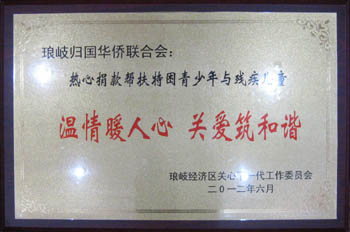 琅岐归国华侨联合会：
热心捐款帮扶特困青少年与残疾儿童
温情暖人心 关爱筑和谐
琅岐经济区关心下一代工作委员会
二〇一二年六月